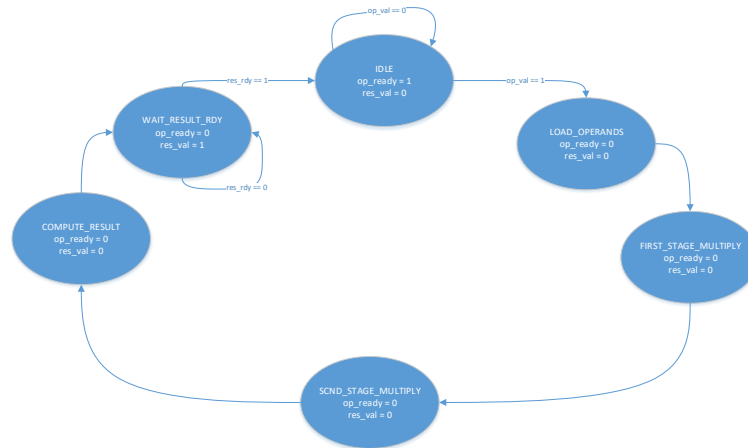 op_val == 0
IDLE
op_ready = 1
res_val = 0
res_rdy == 1
op_val == 1
WAIT_RESULT_RDY
op_ready = 0
res_val = 1
res_rdy == 0
LOAD_OPERANDS
op_ready = 0
res_val = 0
COMPUTE_RESULT
op_ready = 0
res_val = 0
FIRST_STAGE_MULTIPLY
op_ready = 0
res_val = 0
SCND_STAGE_MULTIPLY
op_ready = 0
res_val = 0